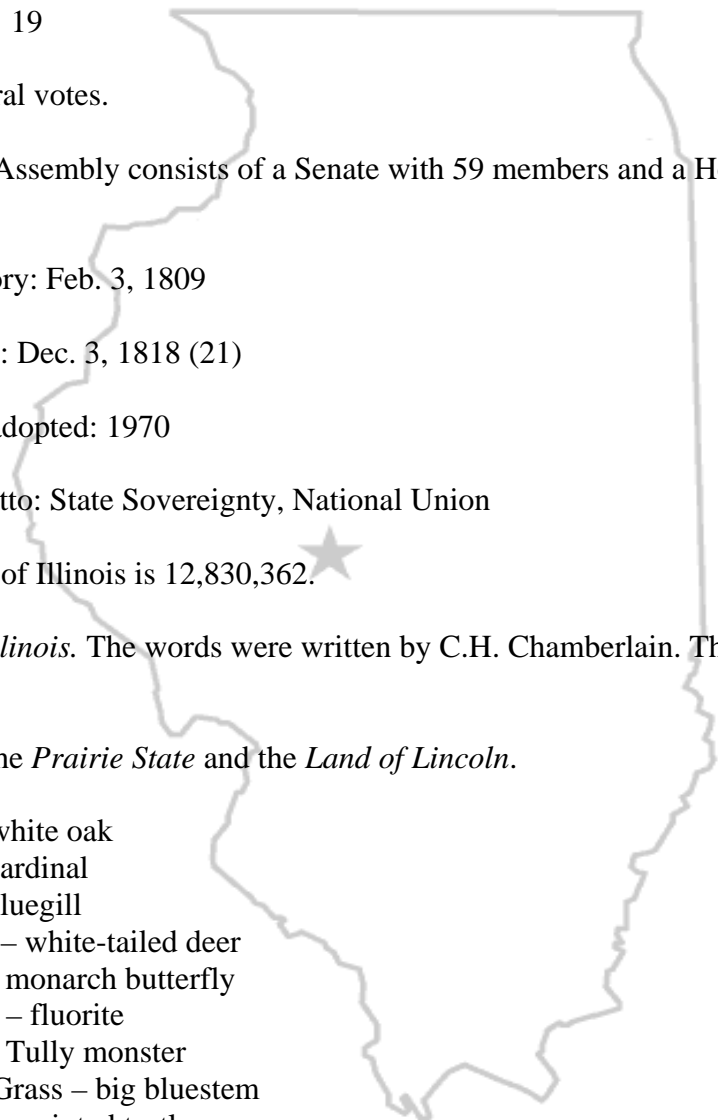 19
ral votes.
Assembly consists of a Senate with 59 members and a H
ory: Feb. 3, 1809
: Dec. 3, 1818 (21)
adopted: 1970
tto: State Sovereignty, National Union
of Illinois is 12,830,362.
linois. The words were written by C.H. Chamberlain. Th
he Prairie State and the Land of Lincoln.
white oak
ardinal
luegill
– white-tailed deer
monarch butterfly
– fluorite
Tully monster
Grass – big bluestem